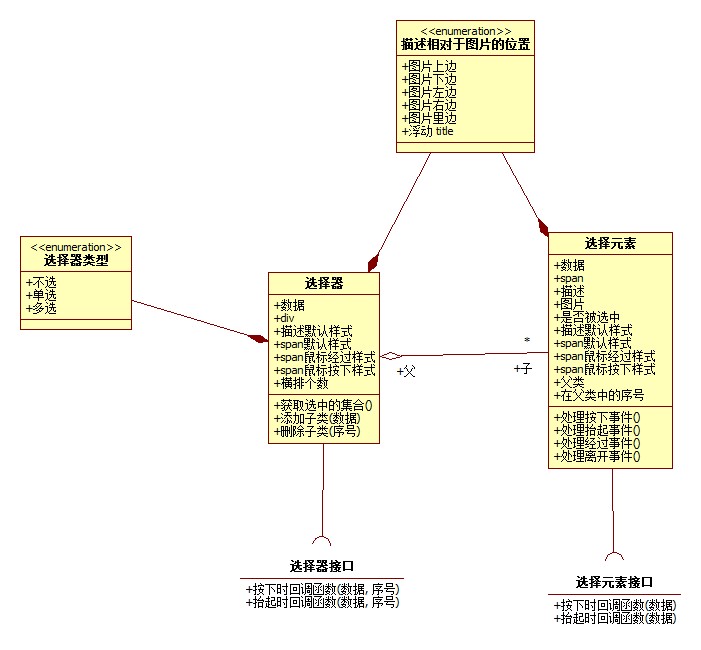 <<enumeration>>
描述相对于图片的位置
+图片上边
+图片下边
+图片左边
+图片右边
+图片里边
+浮动 title
<<enumeration>>
选择器类型
+不选
+单选
+多选
选择器
+数据
+div
+描述默认样式
+span默认样式
+span鼠标经过样式
+span鼠标按下样式
+横排个数
+获取选中的集合()
+添加子类(数据)
+删除子类(序号)
+父
*
+子
选择元素
+数据
+span
+描述
+图片
+是否被选中
+描述默认样式
+span默认样式
+span鼠标经过样式
+span鼠标按下样式
+父类
+在父类中的序号
+处理按下事件()
+处理抬起事件()
+处理经过事件()
+处理离开事件()
选择器接口
+按下时回调函数(数据, 序号)
+抬起时回调函数(数据, 序号)
选择元素接口
+按下时回调函数(数据)
+抬起时回调函数(数据)